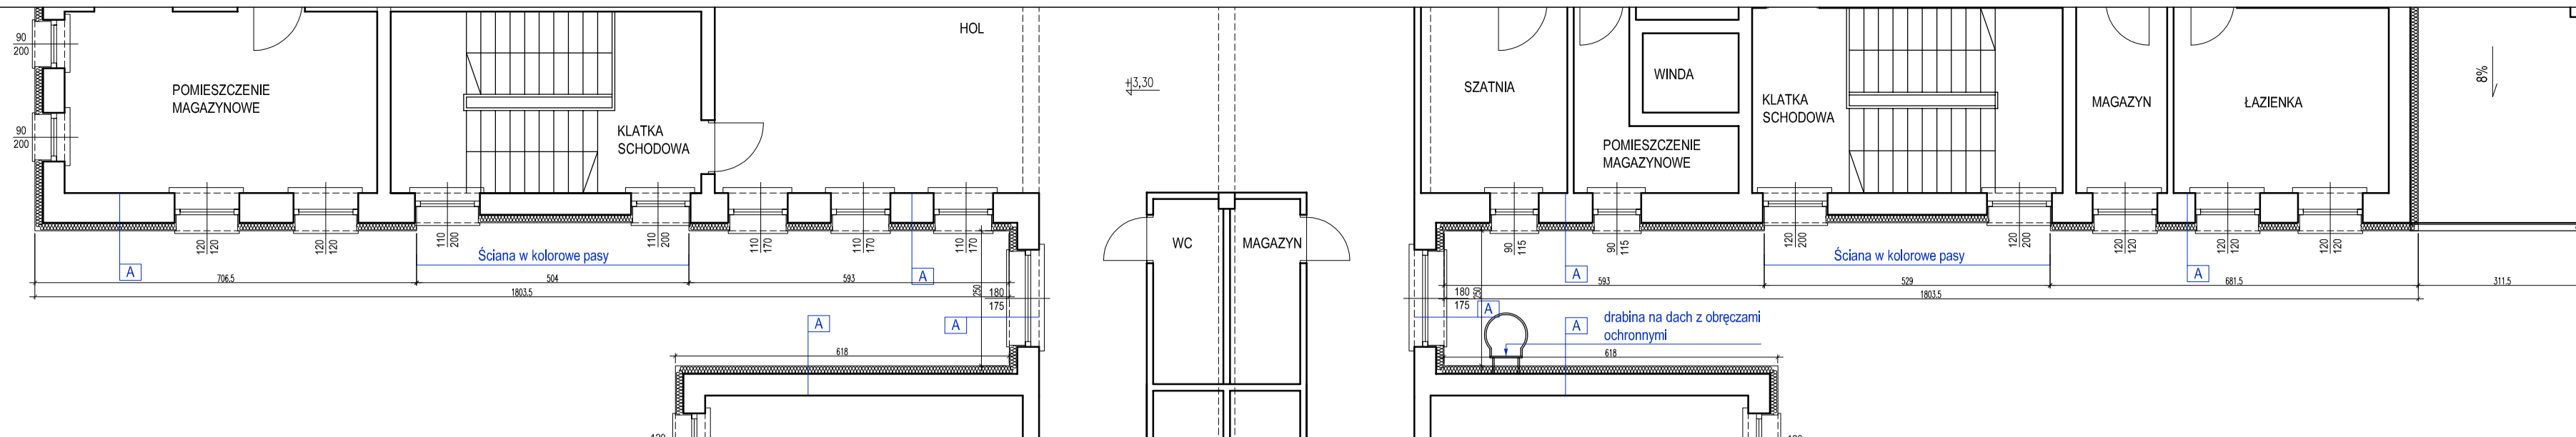 HOL
90
200
+3,30
8%
WINDA
SZATNIA
POMIESZCZENIE
MAGAZYNOWE
KLATKA
SCHODOWA
MAGAZYN
ŁAZIENKA
KLATKA
SCHODOWA
90
200
POMIESZCZENIE
MAGAZYNOWE
120
120
120
120
110
200
110
200
110
170
110
170
110
170
WC
MAGAZYN
90
115
90
115
120
200
120
200
120
120
120
120
120
120
Ściana w kolorowe pasy
Ściana w kolorowe pasy
A
A
A
A
706.5
504
593
593
529
681.5
311.5
1803.5
250
180
175
180
175
250
1803.5
A
A
A
A
drabina na dach z obręczami
ochronnymi
618
618